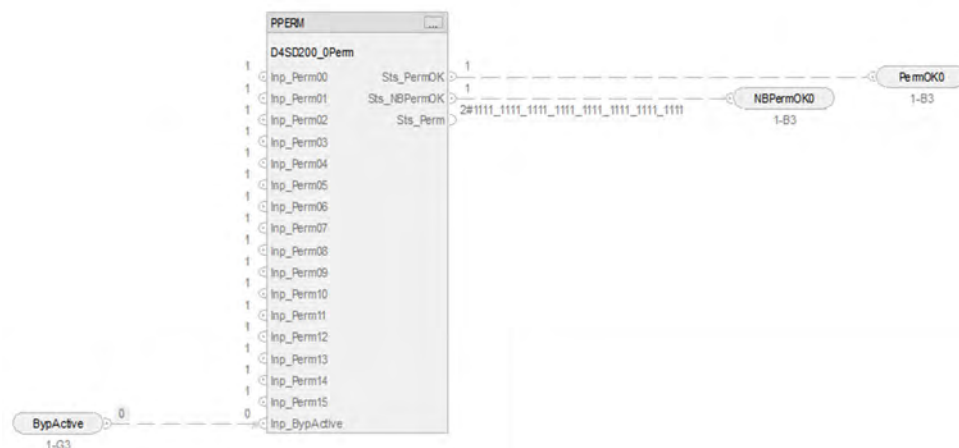 PPERM ...
D4SD200_0Perm
1 Inp_Perm00 Sts_PermOK 1 PermOK0
1-B3
1 Inp_Perm01 Sts_NBPermOK 1 NBPermOK0
1-B3
1 Inp_Perm02 Sts_Perm 2#1111_1111_1111_1111_1111_1111_1111_1111
1 Inp_Perm03
1 Inp_Perm04
1 Inp_Perm05
1 Inp_Perm06
1 Inp_Perm07
1 Inp_Perm08
1 Inp_Perm09
1 Inp_Perm10
1 Inp_Perm11
1 Inp_Perm12
1 Inp_Perm13
1 Inp_Perm14
1 Inp_Perm15
BypActive 0 0 Inp_BypActive
1-G3